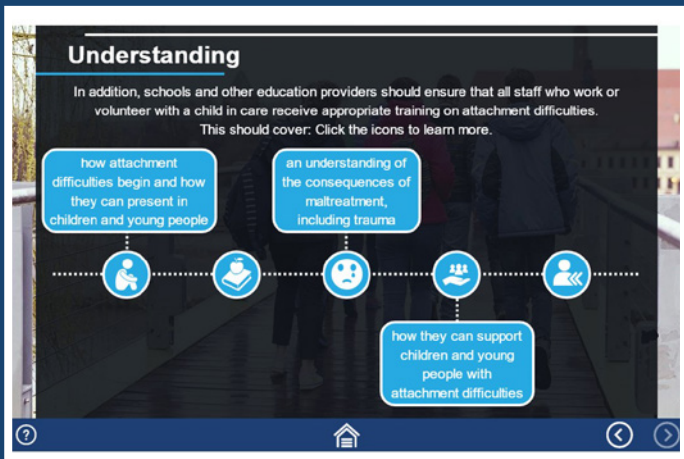 Understanding
In addition, schools and other education providers should ensure that all staff who work or
volunteer with a child in care receive appropriate training on attachment difficulties.
This should cover: Click the icons to learn more.
how attachment
difficulties begin and how
they can present in
children and young people
an understanding of
the consequences of
maltreatment,
including trauma
how they can support
children and young
people with
attachment difficulties
?